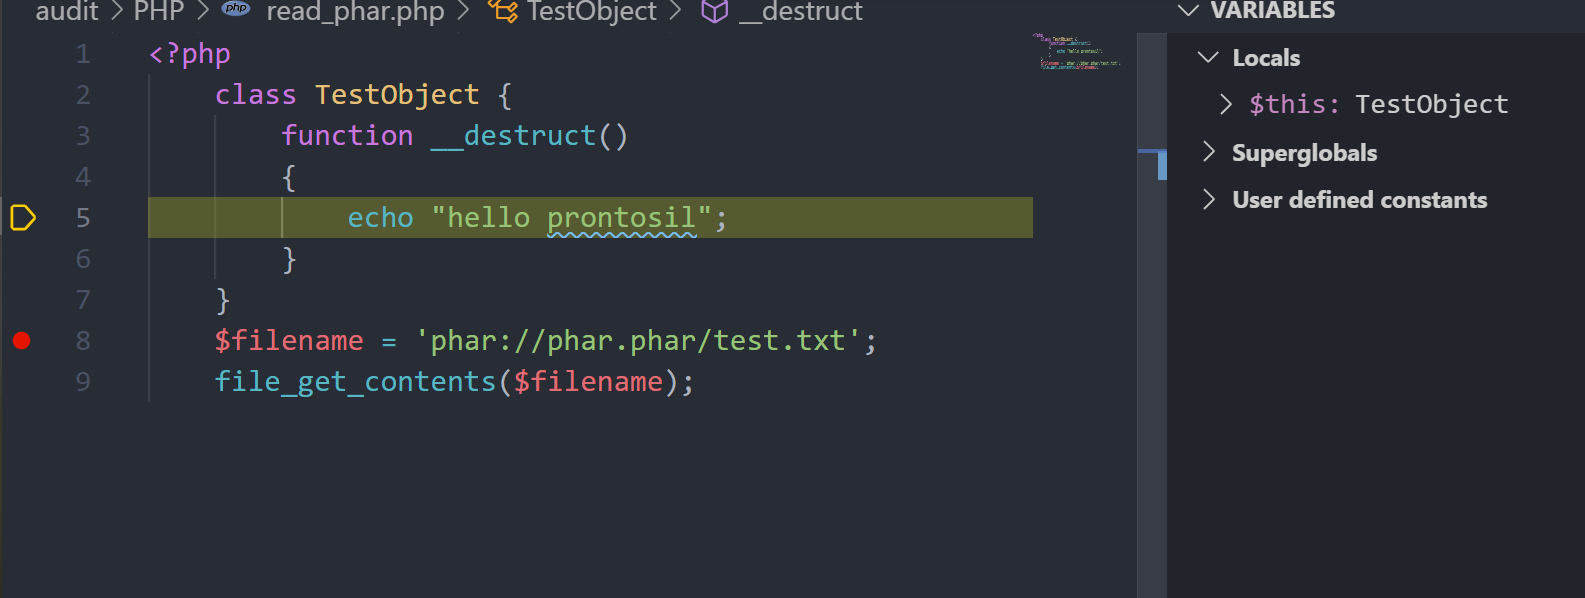 audit > PHP > php read_phar.php > TestObject > __destruct
1 <?php
2 class TestObject {
3 function __destruct()
4 {
5 echo "hello prontosil";
6 }
7 }
8 $filename = 'phar://phar.phar/test.txt';
9 file_get_contents($filename);
VARIABLES
Locals
$this: TestObject
Superglobals
User defined constants